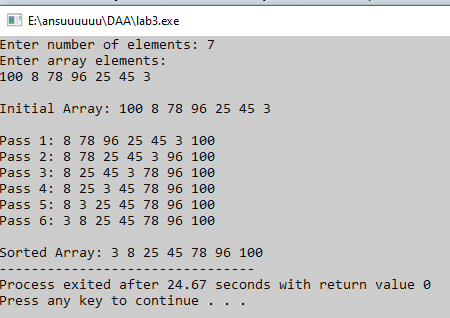 E:\ansuuuuuu\DAA\lab3.exe
Enter number of elements: 7
Enter array elements:
100 8 78 96 25 45 3
Initial Array: 100 8 78 96 25 45 3
Pass 1: 8 78 96 25 45 3 100
Pass 2: 8 78 25 45 3 96 100
Pass 3: 8 25 45 3 78 96 100
Pass 4: 8 25 3 45 78 96 100
Pass 5: 8 3 25 45 78 96 100
Pass 6: 3 8 25 45 78 96 100
Sorted Array: 3 8 25 45 78 96 100
--------------------------------
Process exited after 24.67 seconds with return value 0
Press any key to continue . . .